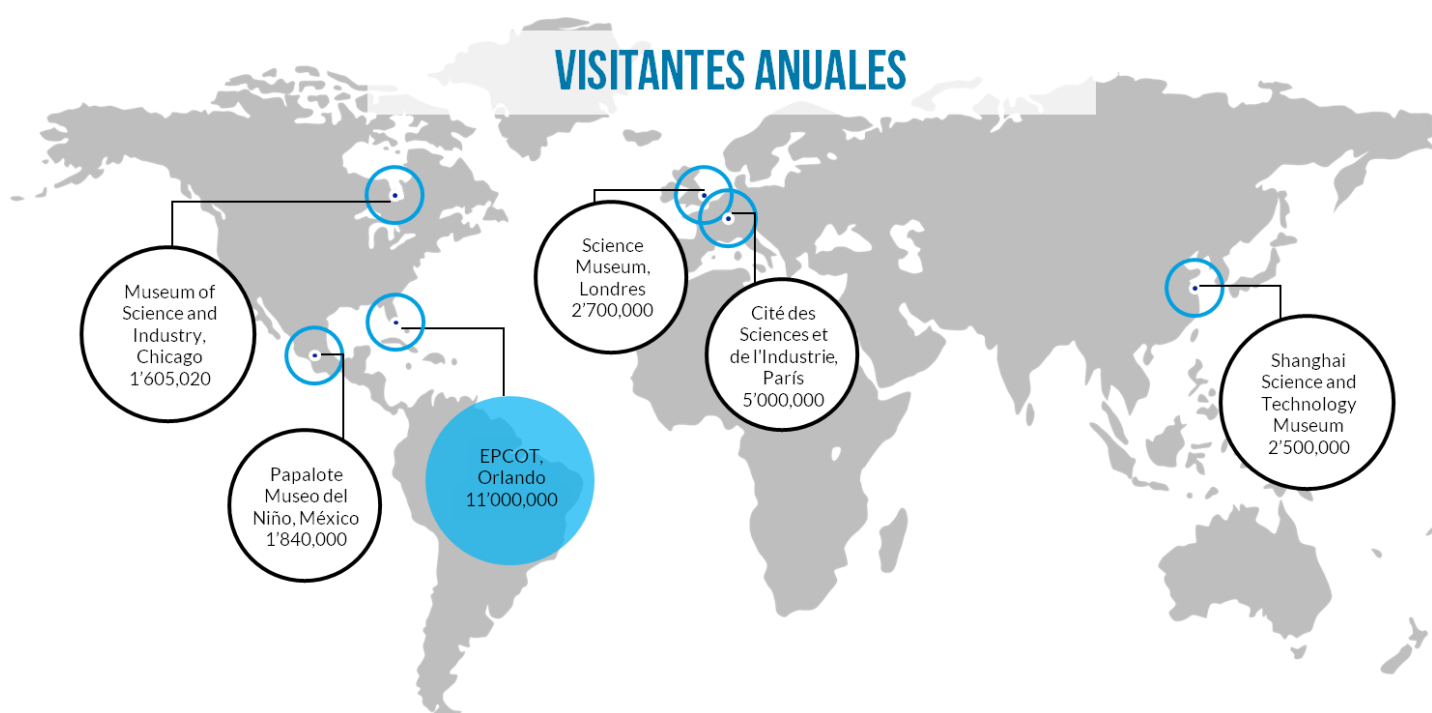 VISITANTES ANUALES
Museum of
Science and
Industry,
Chicago
1'605,020
Papalote
Museo del
Niño, México
1'840,000
EPCOT,
Orlando
11'000,000
Science
Museum,
Londres
2'700,000
Cité des
Sciences et
de l'Industrie,
París
5'000,000
Shanghai
Science and
Technology
Museum
2'500,000